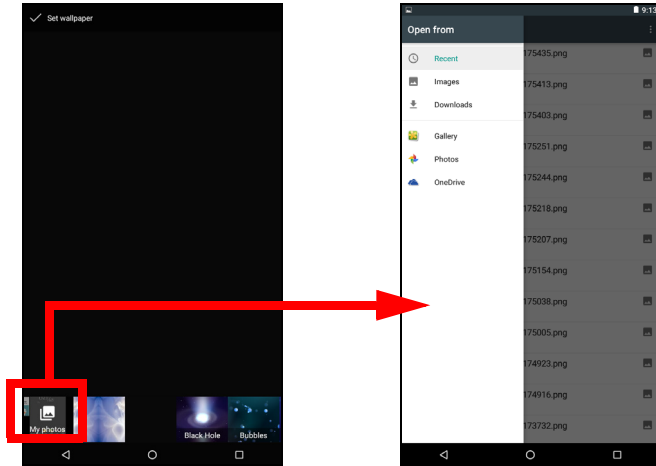 Set wallpaper
My photos
Black Hole
Bubbles
9:13
Open from
Recent
Images
Downloads
Gallery
Photos
OneDrive
175435.png
175413.png
175403.png
175251.png
175244.png
175218.png
175207.png
175154.png
175038.png
175005.png
174923.png
174916.png
173732.png